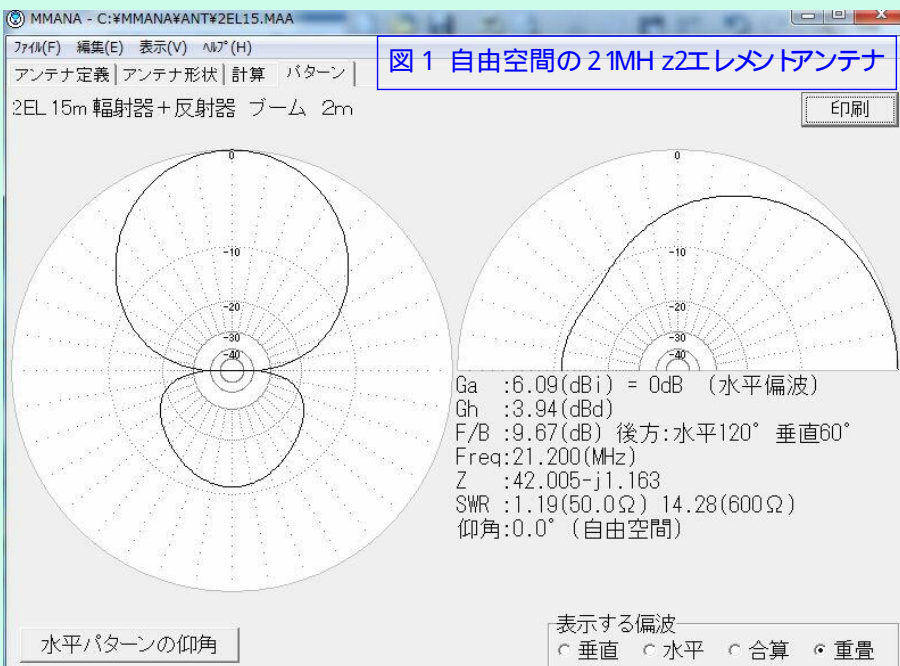 MMANA - C:¥MMANA¥ANT¥2EL15.MAA
ファイル(F) 編集(E) 表示(V) ヘルプ(H)
図1 自由空間の21MHz2エレメントアンテナ
アンテナ定義 アンテナ形状 計算 パターン
2EL 15m 輻射器+反射器 ブーム 2m
印刷
0
-10
-20
-30
-40
0
-10
-20
-30
-40
Ga :6.09(dBi) = 0dB (水平偏波)
Gh :3.94(dBd)
F/B :9.67(dB) 後方:水平120° 垂直60°
Freq:21.200(MHz)
Z :42.005-j1.163
SWR :1.19(50.0Ω) 14.28(600Ω)
仰角:0.0° (自由空間)
水平パターンの仰角
表示する偏波
垂直 水平 合算 重畳